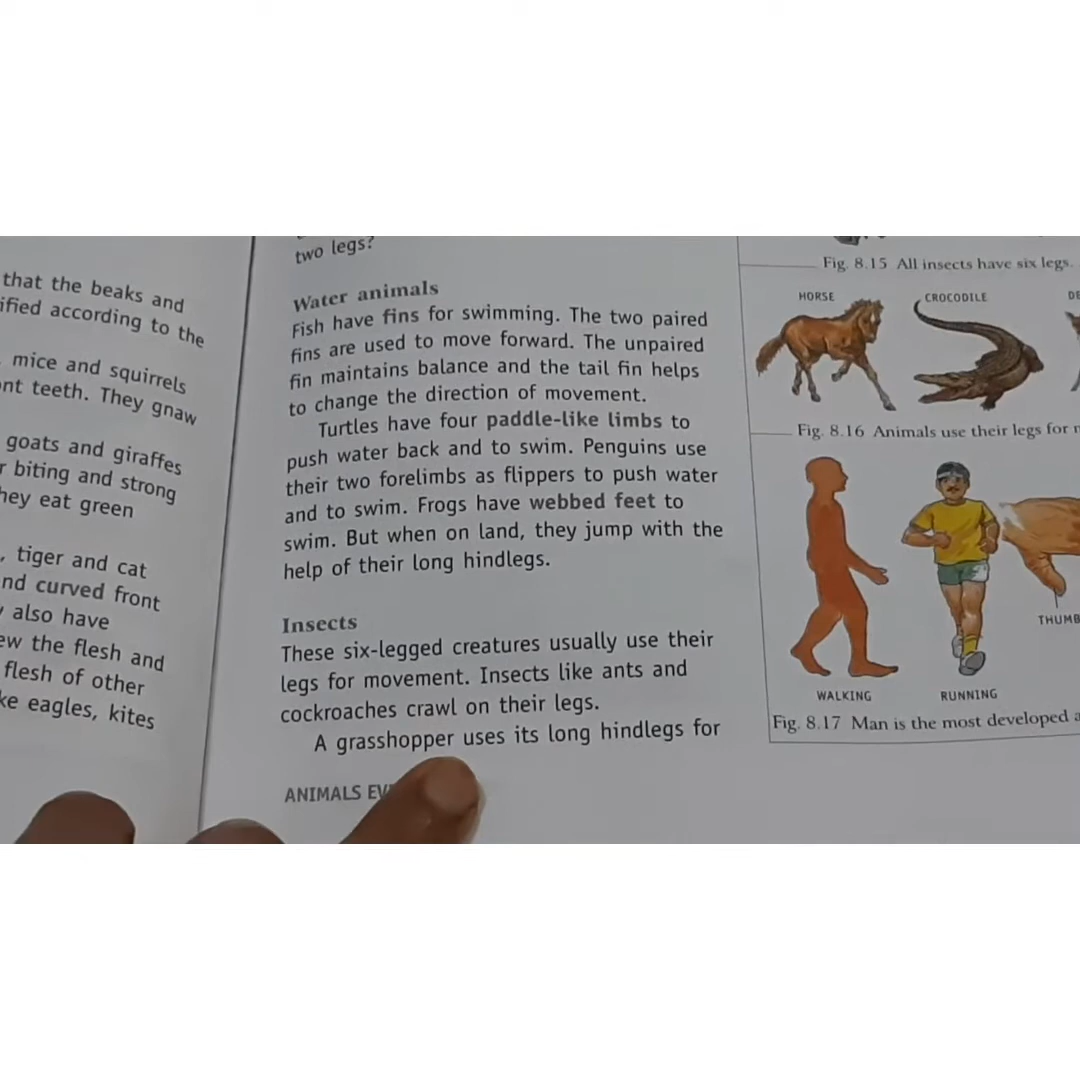 that the beaks and
ified according to the
mice and squirrels
nt teeth. They gnaw
goats and giraffes
r biting and strong
hey eat green
, tiger and cat
nd curved front
also have
ew the flesh and
flesh of other
ke eagles, kites
two legs?
Water animals
Fish have fins for swimming. The two paired
fins are used to move forward. The unpaired
fin maintains balance and the tail fin helps
to change the direction of movement.
Turtles have four paddle-like limbs to
push water back and to swim. Penguins use
their two forelimbs as flippers to push water
and to swim. Frogs have webbed feet to
swim. But when on land, they jump with the
help of their long hindlegs.
Insects
These six-legged creatures usually use their
legs for movement. Insects like ants and
cockroaches crawl on their legs.
A grasshopper uses its long hindlegs for
ANIMALS EV
Fig. 8.15 All insects have six legs.
HORSE
CROCODILE
DE
Fig. 8.16 Animals use their legs for
THUMB
WALKING
RUNNING
Fig. 8.17 Man is the most developed a